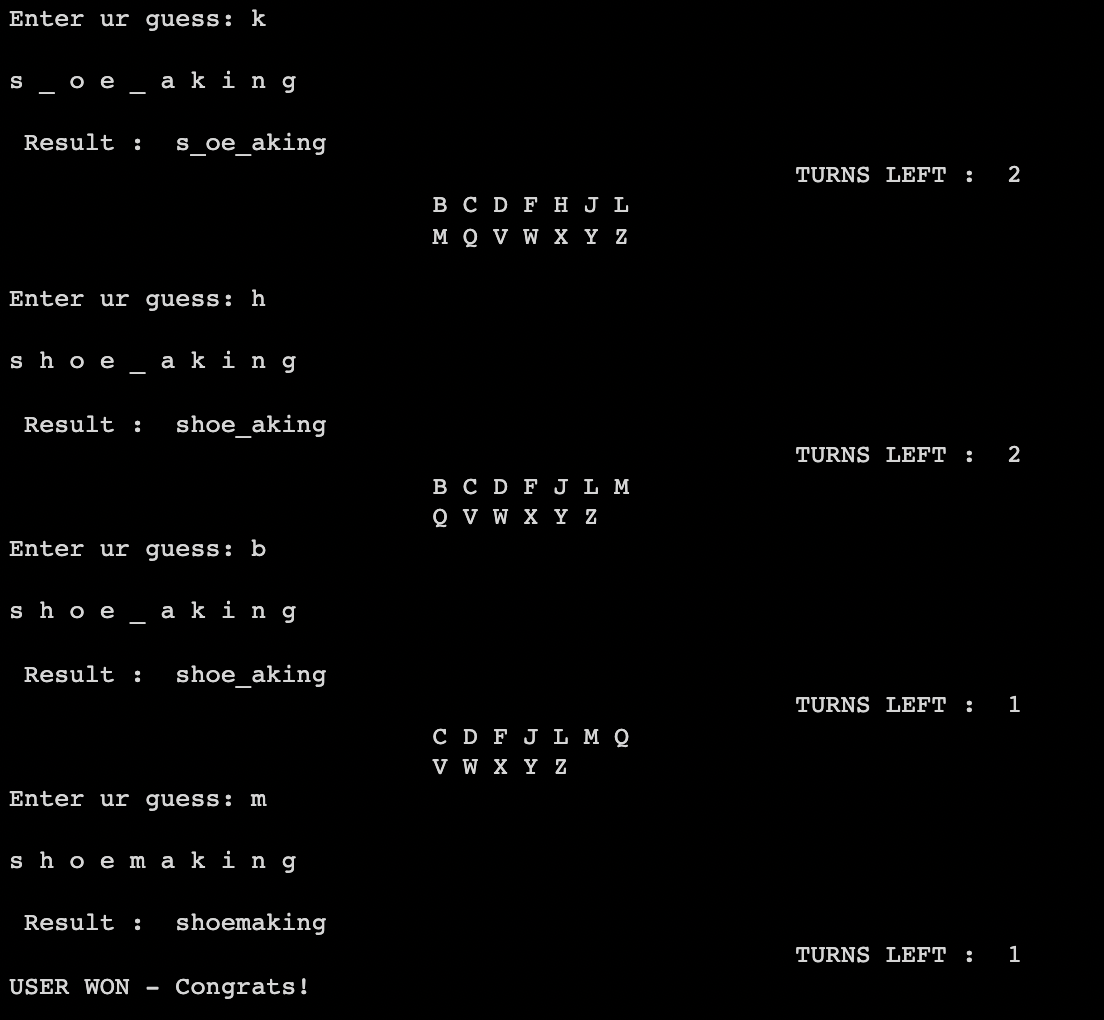 Enter ur guess: k
s _ o e _ a k i n g
Result :  s_oe_aking
TURNS LEFT :  2
B C D F H J L
M Q V W X Y Z
Enter ur guess: h
s h o e _ a k i n g
Result :  shoe_aking
TURNS LEFT :  2
B C D F J L M
Q V W X Y Z
Enter ur guess: b
s h o e _ a k i n g
Result :  shoe_aking
TURNS LEFT :  1
C D F J L M Q
V W X Y Z
Enter ur guess: m
s h o e m a k i n g
Result :  shoemaking
TURNS LEFT :  1
USER WON - Congrats!